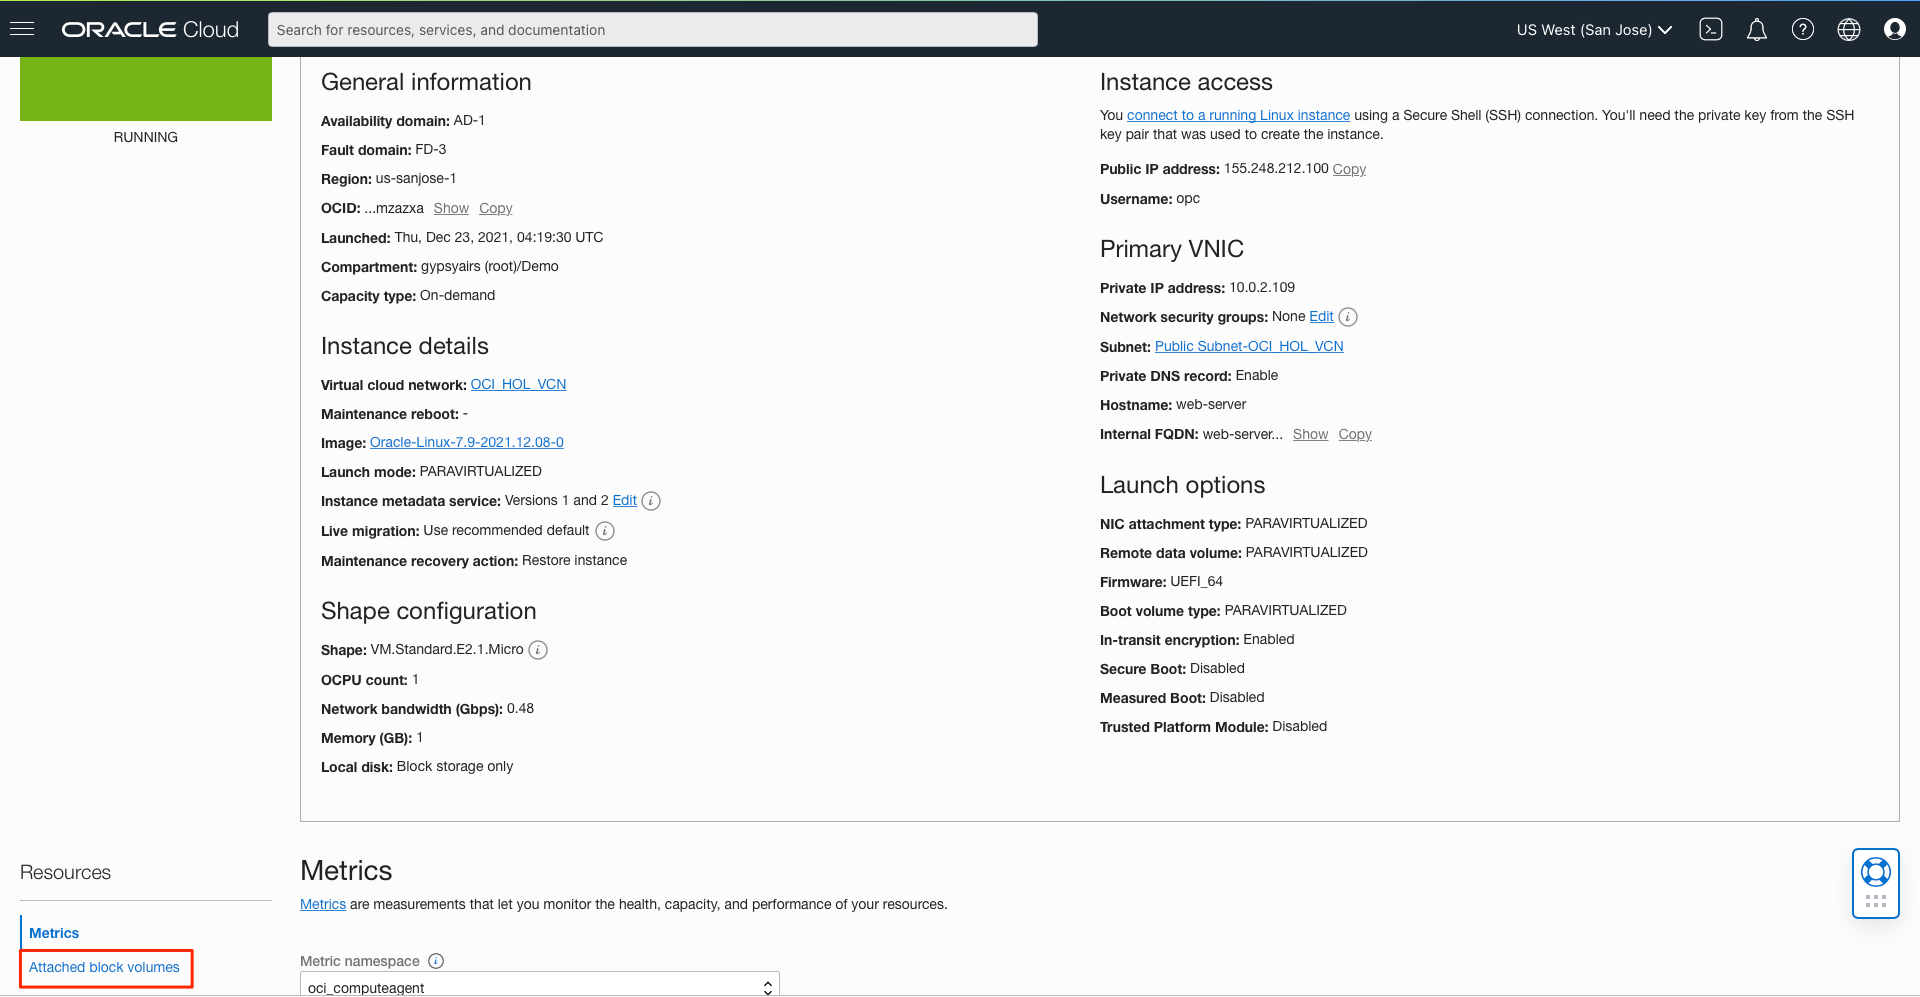 ORACLE Cloud
Search for resources, services, and documentation
US West (San Jose)
RUNNING
General information
Availability domain: AD-1
Fault domain: FD-3
Region: us-sanjose-1
OCID: ...mzazxa Show Copy
Launched: Thu, Dec 23, 2021, 04:19:30 UTC
Compartment: gypsyairs (root)/Demo
Capacity type: On-demand
Instance details
Virtual cloud network: OCI_HOL_VCN
Maintenance reboot: -
Image: Oracle-Linux-7.9-2021.12.08-0
Launch mode: PARAVIRTUALIZED
Instance metadata service: Versions 1 and 2 Edit
Live migration: Use recommended default
Maintenance recovery action: Restore instance
Shape configuration
Shape: VM.Standard.E2.1.Micro
OCPU count: 1
Network bandwidth (Gbps): 0.48
Memory (GB): 1
Local disk: Block storage only
Instance access
You connect to a running Linux instance using a Secure Shell (SSH) connection. You'll need the private key from the SSH
key pair that was used to create the instance.
Public IP address: 155.248.212.100 Copy
Username: opc
Primary VNIC
Private IP address: 10.0.2.109
Network security groups: None Edit
Subnet: Public Subnet-OCI_HOL_VCN
Private DNS record: Enable
Hostname: web-server
Internal FQDN: web-server... Show Copy
Launch options
NIC attachment type: PARAVIRTUALIZED
Remote data volume: PARAVIRTUALIZED
Firmware: UEFI_64
Boot volume type: PARAVIRTUALIZED
In-transit encryption: Enabled
Secure Boot: Disabled
Measured Boot: Disabled
Trusted Platform Module: Disabled
Resources
Metrics
Attached block volumes
Metrics
Metrics are measurements that let you monitor the health, capacity, and performance of your resources.
Metric namespace
oci_computeagent